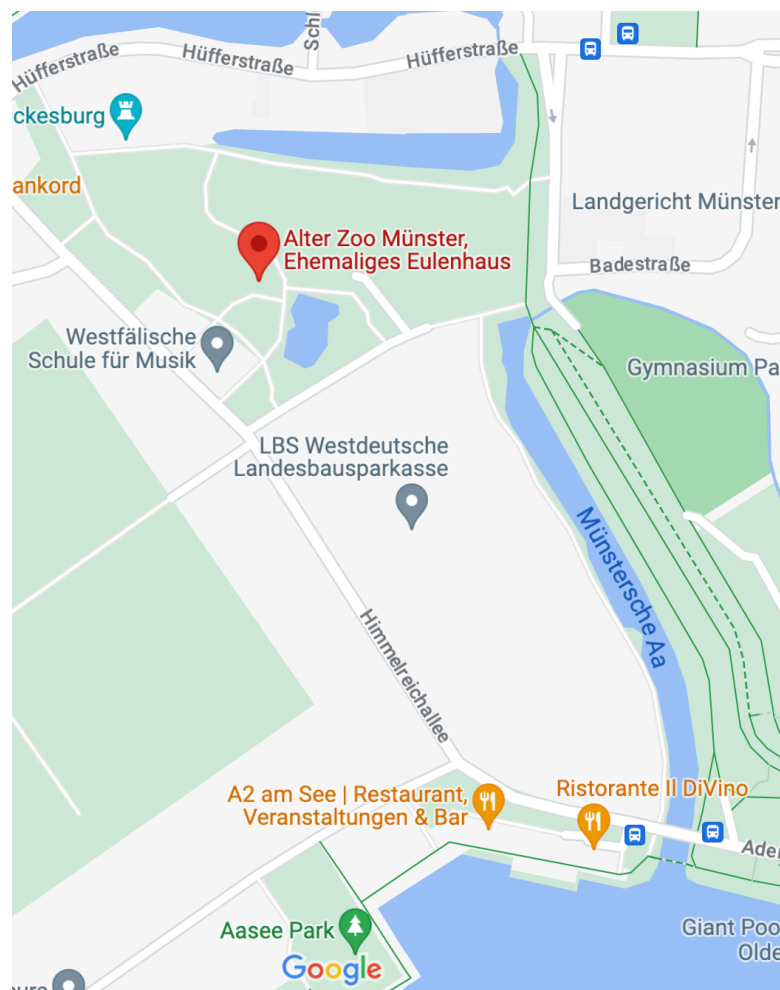 Hüfferstraße
Hüfferstraße
Schl
Hüfferstraße
ckesburg
ankord
Landgericht Münster
Alter Zoo Münster,
Ehemaliges Eulenhaus
Badestraße
Westfälische
Schule für Musik
Gymnasium Pa
LBS Westdeutsche
Landesbausparkasse
Münstersche Aa
Himmelreichallee
A2 am See | Restaurant,
Veranstaltungen & Bar
Ristorante Il DiVino
Ade
Aasee Park
Giant Poo
Olde
Google
ura